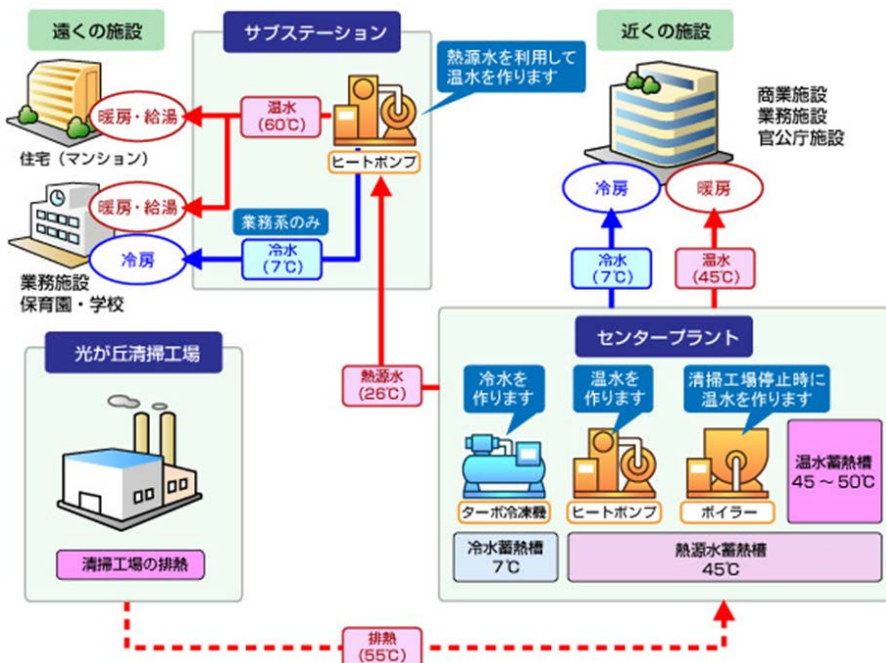 遠くの施設
サブステーション
近くの施設
熱源水を利用して
温水を作ります
商業施設
業務施設
官公庁施設
温水
(60℃)
暖房・給湯
住宅（マンション）
ヒートポンプ
暖房・給湯
業務系のみ
冷水
(7℃)
冷房
業務施設
保育園・学校
冷房
暖房
冷水
(7℃)
温水
(45℃)
光が丘清掃工場
清掃工場の排熱
熱源水
(26℃)
センタープラント
冷水を
作ります
温水を
作ります
清掃工場停止時に
温水を作ります
ターボ冷凍機
ヒートポンプ
ボイラー
温水蓄熱槽
45～50℃
冷水蓄熱槽
7℃
熱源水蓄熱槽
45℃
排熱
(55℃)